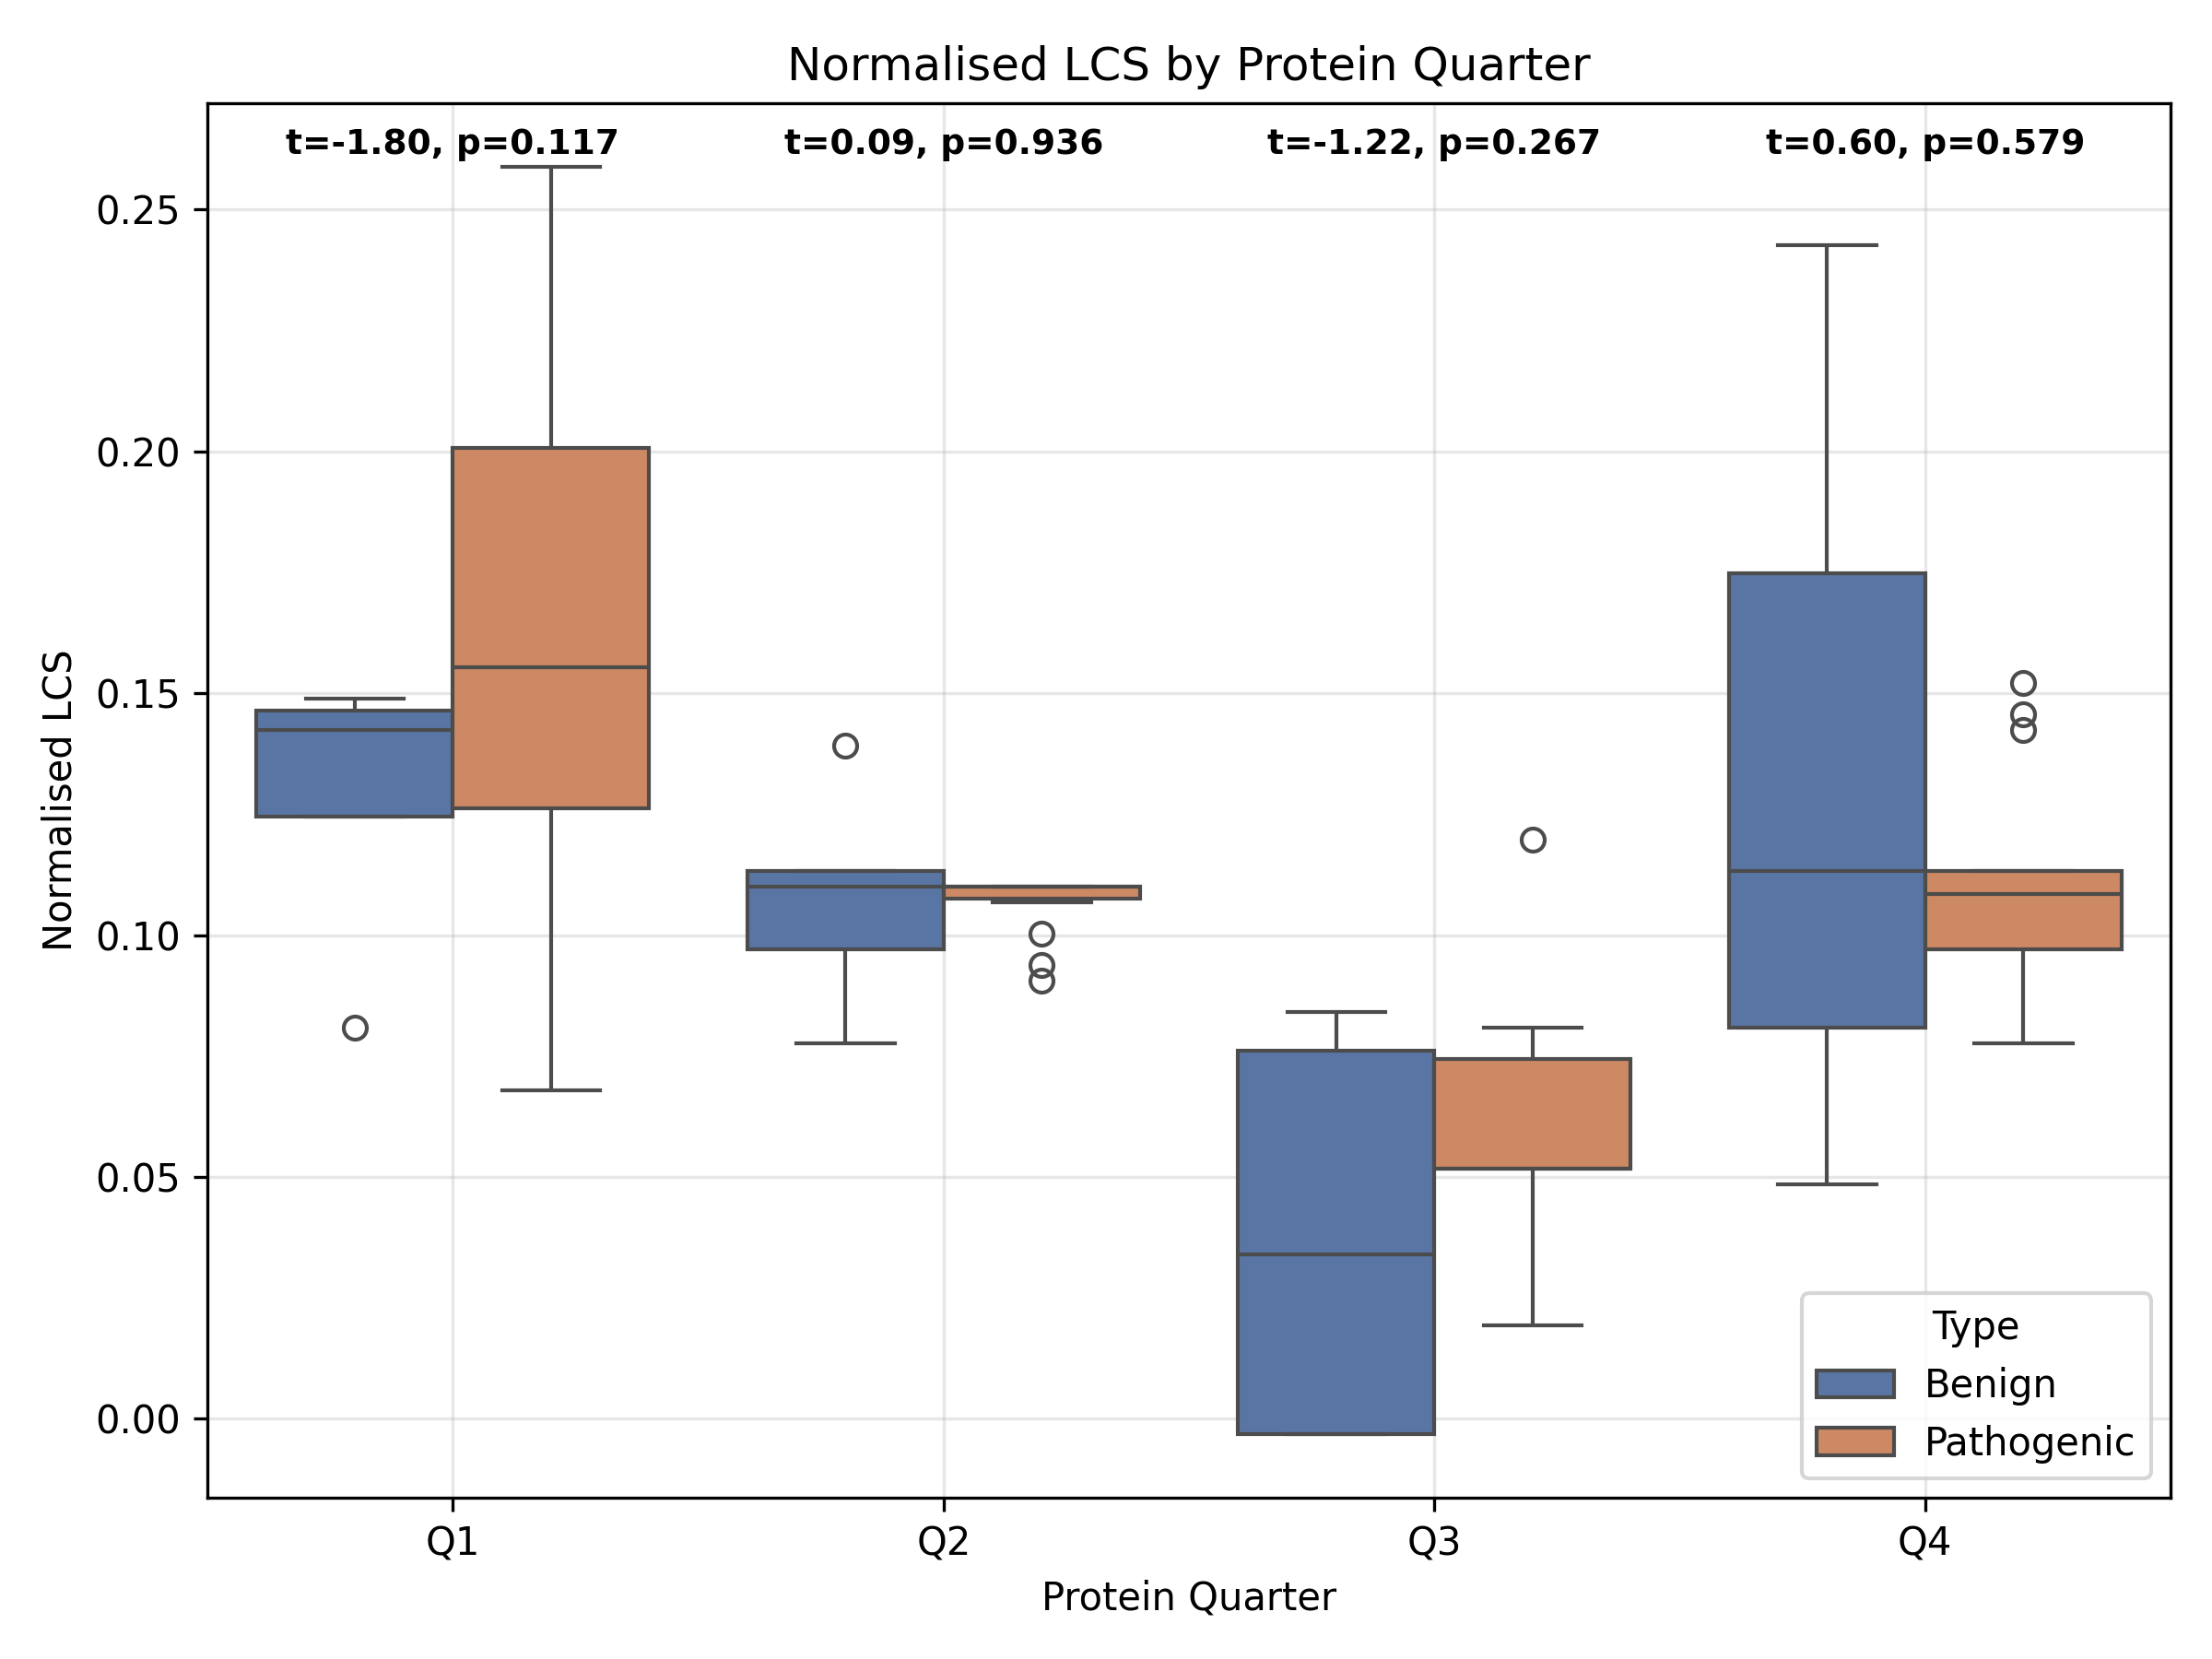 Normalised LCS by Protein Quarter
t=-1.80, p=0.117
t=0.09, p=0.936
t=-1.22, p=0.267
t=0.60, p=0.579
Normalised LCS
0.25
0.20
0.15
0.10
0.05
0.00
Type
Benign
Pathogenic
Q1
Q2
Q3
Q4
Protein Quarter